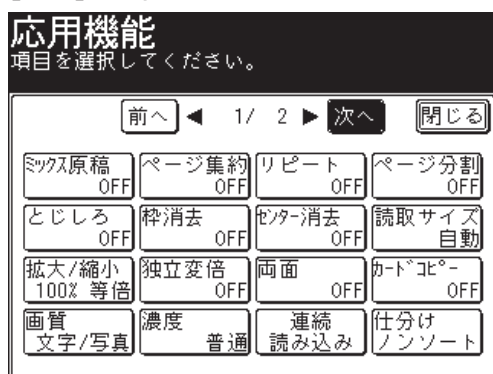 応用機能
項目を選択してください。
前へ ◀ 1/ 2 ▶ 次へ 閉じる
ミックス原稿 ページ集約 リピート ページ分割
OFF OFF OFF OFF
とじしろ 枠消去 センター消去 読取サイズ
OFF OFF OFF 自動
拡大/縮小 独立変倍 両面 カードコピー
100% 等倍 OFF OFF OFF
画質 濃度 連続 仕分け
文字/写真 普通 読み込み ノンソート